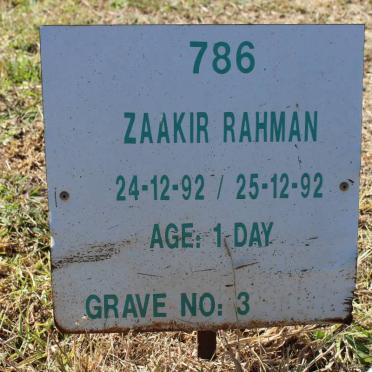 786
ZAAKIR RAHMAN
24-12-92 / 25-12-92
AGE: 1 DAY
GRAVE NO: 3